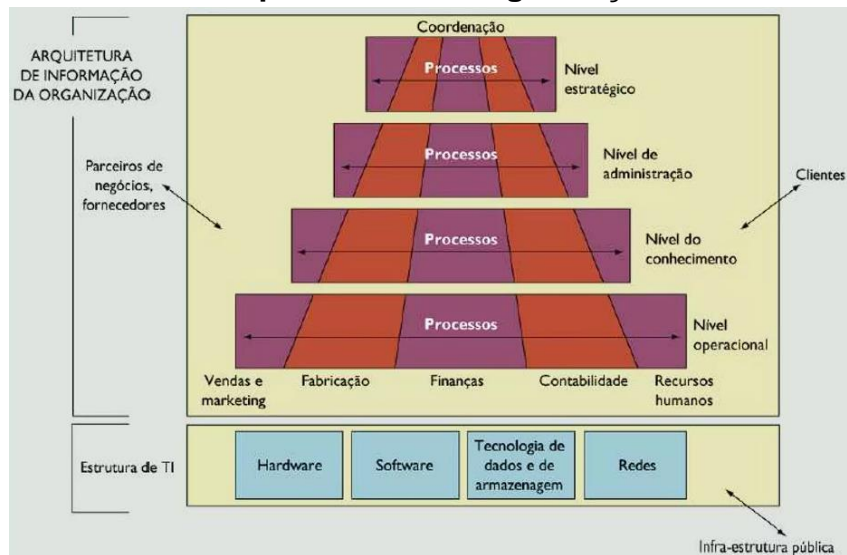 Coordenação
ARQUITETURA
DE INFORMAÇÃO
DA ORGANIZAÇÃO
Processos
Nível
estratégico
Parceiros de
negócios,
fornecedores
Processos
Nível de
administração
Clientes
Processos
Nível do
conhecimento
Processos
Nível
operacional
Vendas e
marketing
Fabricação
Finanças
Contabilidade
Recursos
humanos
Estrutura de TI
Hardware
Software
Tecnologia de
dados e de
armazenagem
Redes
Infra-estrutura pública